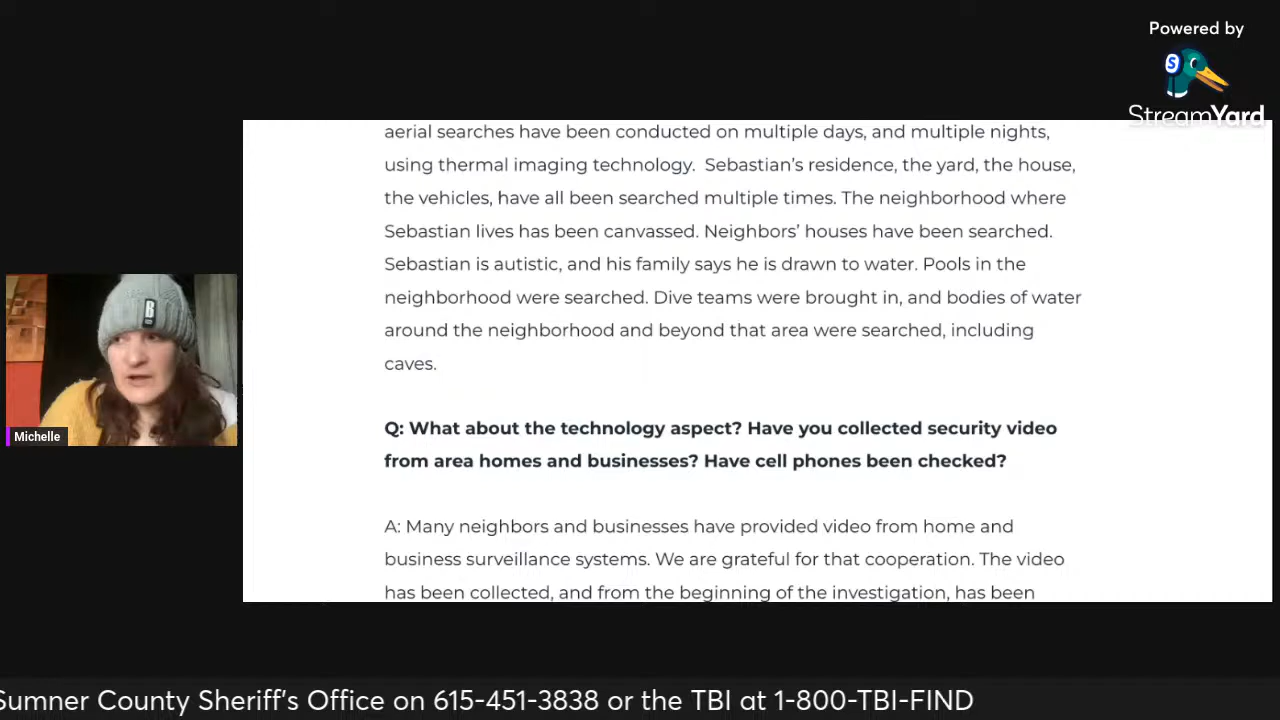 Powered by
StreamYard
aerial searches have been conducted on multiple days, and multiple nights,
using thermal imaging technology.  Sebastian’s residence, the yard, the house,
the vehicles, have all been searched multiple times. The neighborhood where
Sebastian lives has been canvassed. Neighbors’ houses have been searched.
Sebastian is autistic, and his family says he is drawn to water. Pools in the
neighborhood were searched. Dive teams were brought in, and bodies of water
around the neighborhood and beyond that area were searched, including
caves.
Q: What about the technology aspect? Have you collected security video
from area homes and businesses? Have cell phones been checked?
A: Many neighbors and businesses have provided video from home and
business surveillance systems. We are grateful for that cooperation. The video
has been collected, and from the beginning of the investigation, has been
Michelle
Sumner County Sheriff’s Office on 615-451-3838 or the TBI at 1-800-TBI-FIND